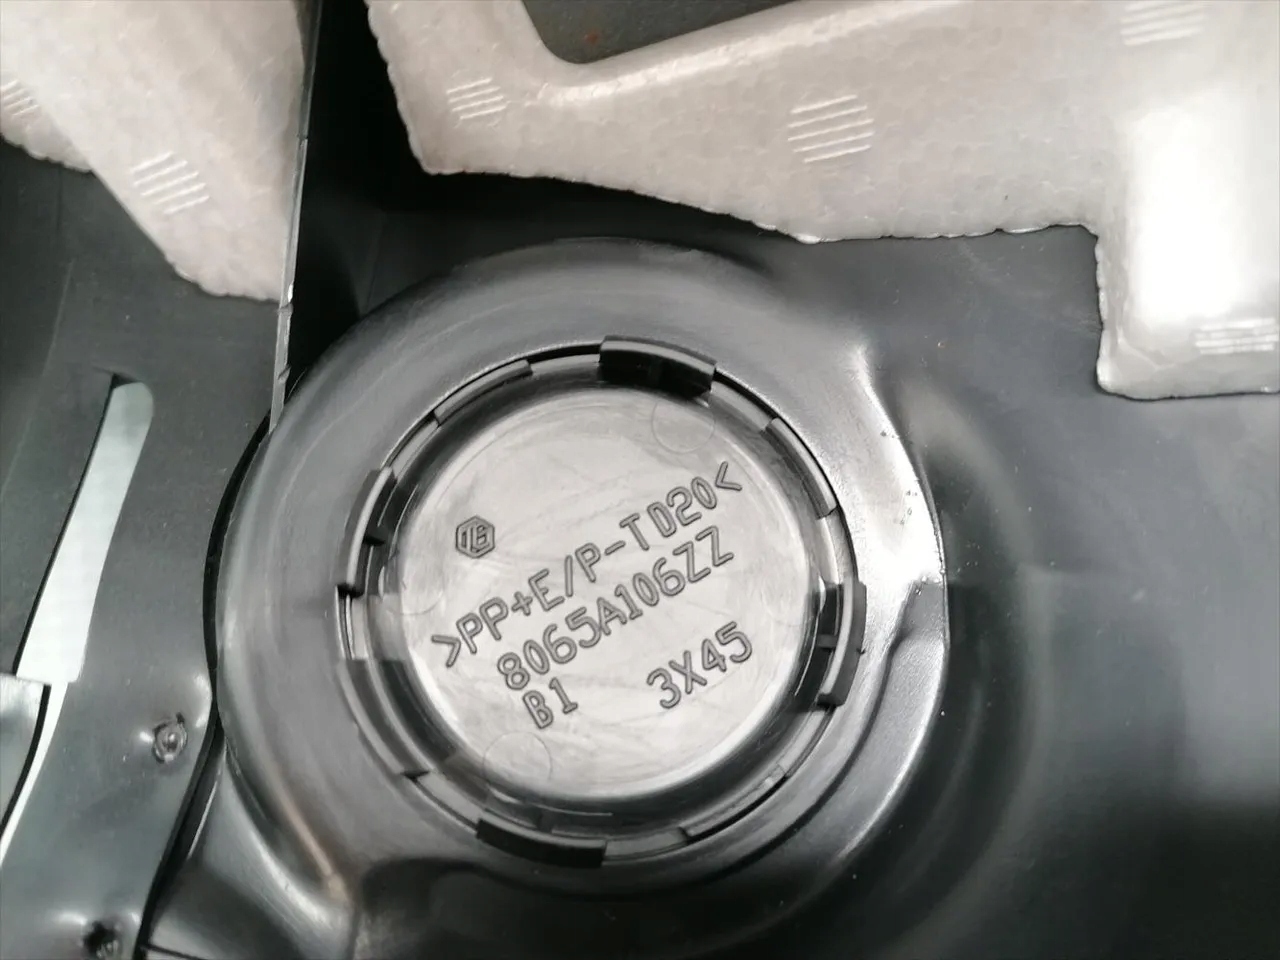 >PP+E/P-TD20<
8065A106ZZ
B1 3X45